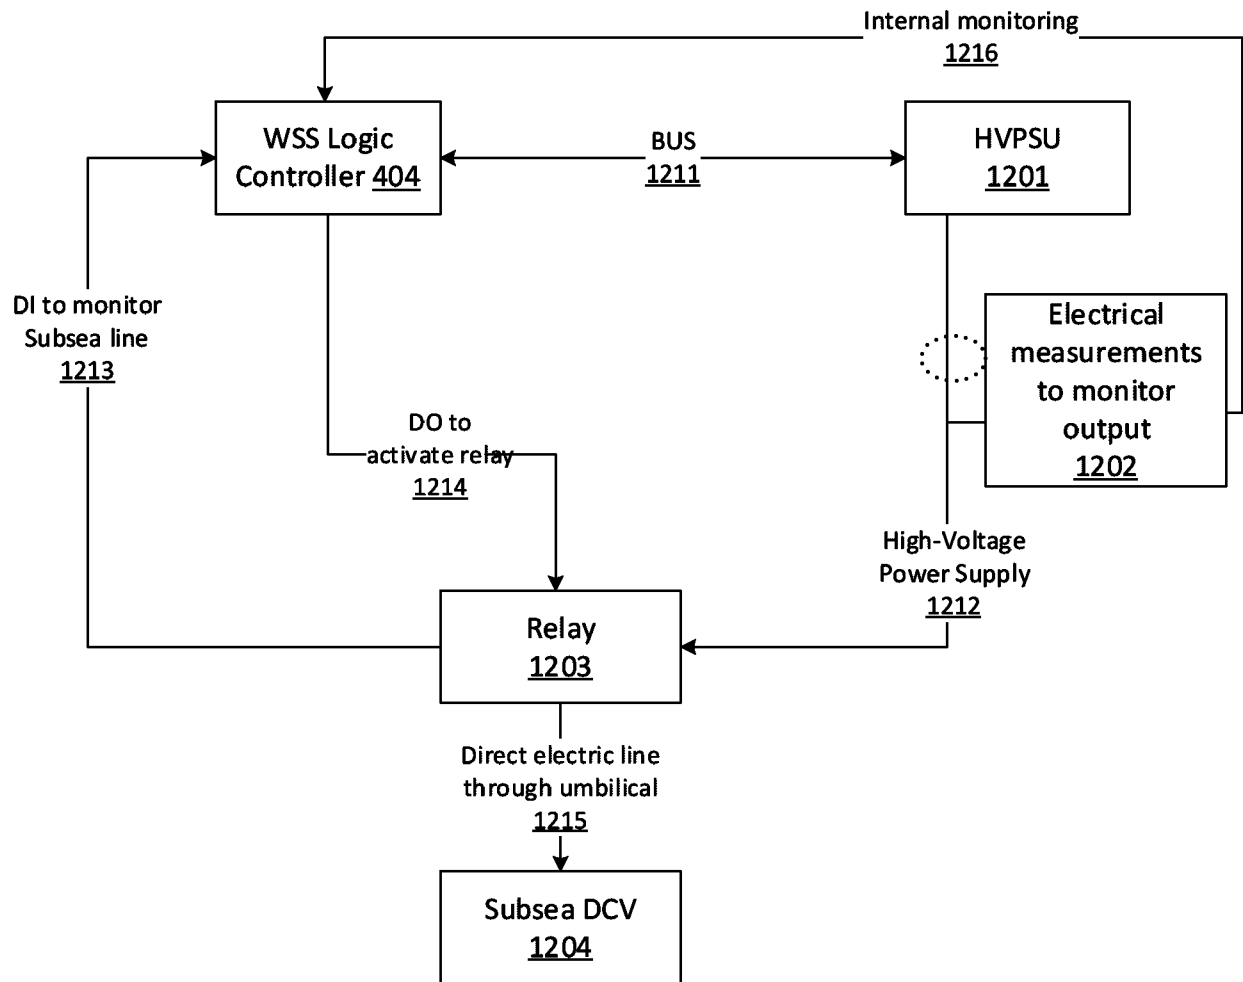 Internal monitoring
1216
WSS Logic
Controller 404
BUS
1211
HVPSU
1201
DI to monitor
Subsea line
1213
Electrical
measurements
to monitor
output
1202
DO to
activate relay
1214
High-Voltage
Power Supply
1212
Relay
1203
Direct electric line
through umbilical
1215
Subsea DCV
1204